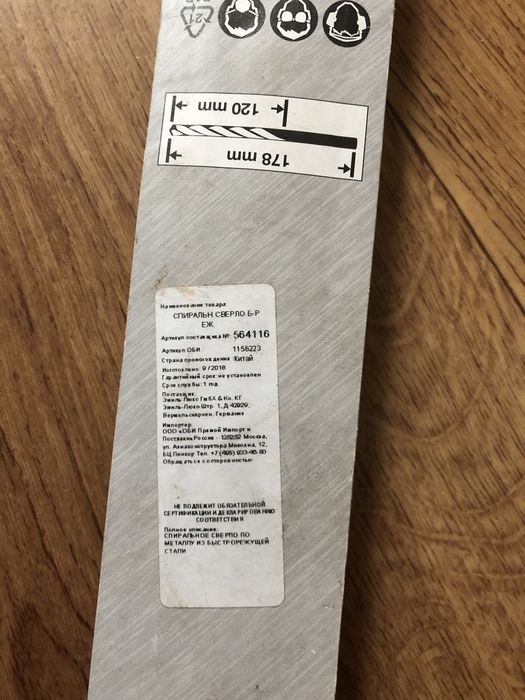 21
120 mm
178 mm
Наименование товара:
СПИРАЛЬН. СВЕРЛО Б-Р
ЕЖ
Артикул поставщика №: 564116
Артикул ОБИ 1156223
Страна происхождения Китай
Изготовлено: 9 /2018
Гарантийный срок: не установлен
Срок службы: 1 год
Поставщик:
Эмиль Люкс ГмбХ & Ко. КГ
Эмиль-Люкс-Штр. 1, Д-42929,
Вермельскирхен, Германия
Импортер:
ООО «ОБИ Прямой Импорт и
Поставки Россия - 125252 Москва,
ул. Авиаконструктора Микояна, 12,
БЦ Линкор Тел. +7 (495) 933-46-80
Обращаться с осторожностью
НЕ ПОДЛЕЖИТ ОБЯЗАТЕЛЬНОЙ
СЕРТИФИКАЦИИ И ДЕКЛАРИРОВАНИЮ
СООТВЕТСТВИЯ
Полное описание:
СПИРАЛЬНОЕ СВЕРЛО ПО
МЕТАЛЛУ ИЗ БЫСТРОРЕЖУЩЕЙ
СТАЛИ